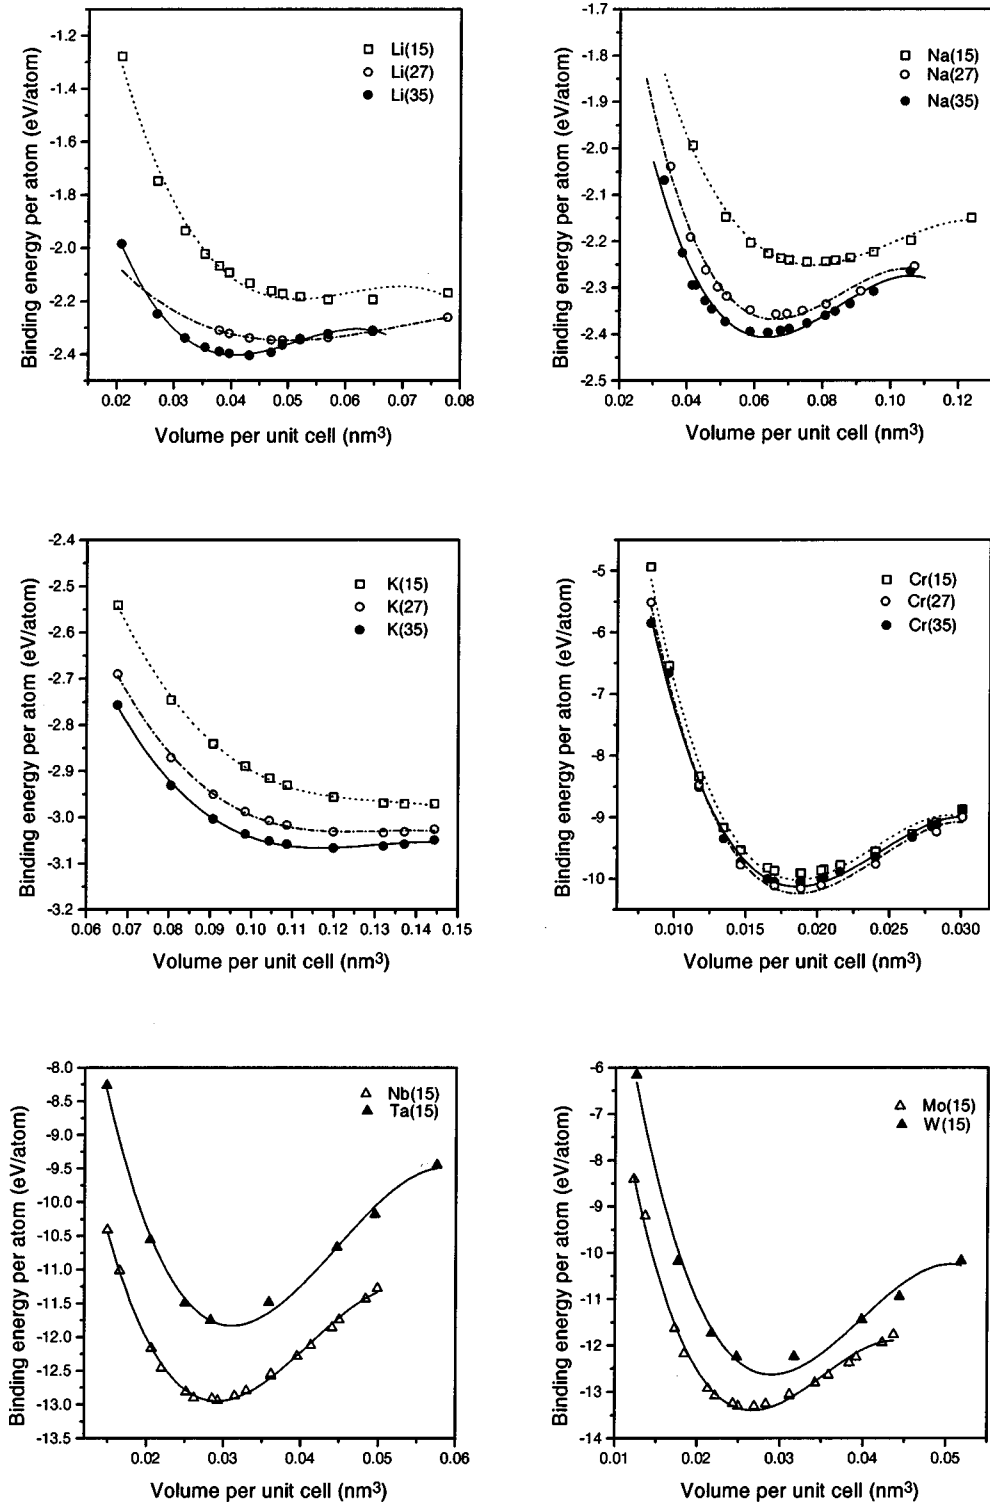 -1.2
-1.4
-1.6
-1.8
-2.0
-2.2
-2.4
Binding energy per atom (eV/atom)
Li(15)
Li(27)
Li(35)
0.02 0.03 0.04 0.05 0.06 0.07 0.08
Volume per unit cell (nm³)
-1.7
-1.8
-1.9
-2.0
-2.1
-2.2
-2.3
-2.4
-2.5
Binding energy per atom (eV/atom)
Na(15)
Na(27)
Na(35)
0.02 0.04 0.06 0.08 0.10 0.12
Volume per unit cell (nm³)
-2.4
-2.5
-2.6
-2.7
-2.8
-2.9
-3.0
-3.1
-3.2
Binding energy per atom (eV/atom)
K(15)
K(27)
K(35)
0.06 0.07 0.08 0.09 0.10 0.11 0.12 0.13 0.14 0.15
Volume per unit cell (nm³)
-5
-6
-7
-8
-9
-10
Binding energy per atom (eV/atom)
Cr(15)
Cr(27)
Cr(35)
0.010 0.015 0.020 0.025 0.030
Volume per unit cell (nm³)
-8.0
-8.5
-9.0
-9.5
-10.0
-10.5
-11.0
-11.5
-12.0
-12.5
-13.0
-13.5
Binding energy per atom (eV/atom)
Nb(15)
Ta(15)
0.02 0.03 0.04 0.05 0.06
Volume per unit cell (nm³)
-6
-7
-8
-9
-10
-11
-12
-13
-14
Binding energy per atom (eV/atom)
Mo(15)
W(15)
0.01 0.02 0.03 0.04 0.05
Volume per unit cell (nm³)